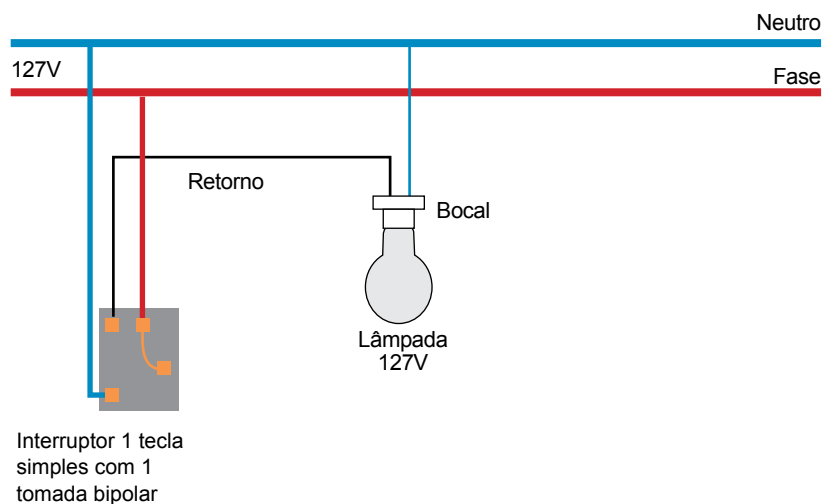 Neutro
127V
Fase
Retorno
Bocal
Lâmpada
127V
Interruptor 1 tecla
simples com 1
tomada bipolar